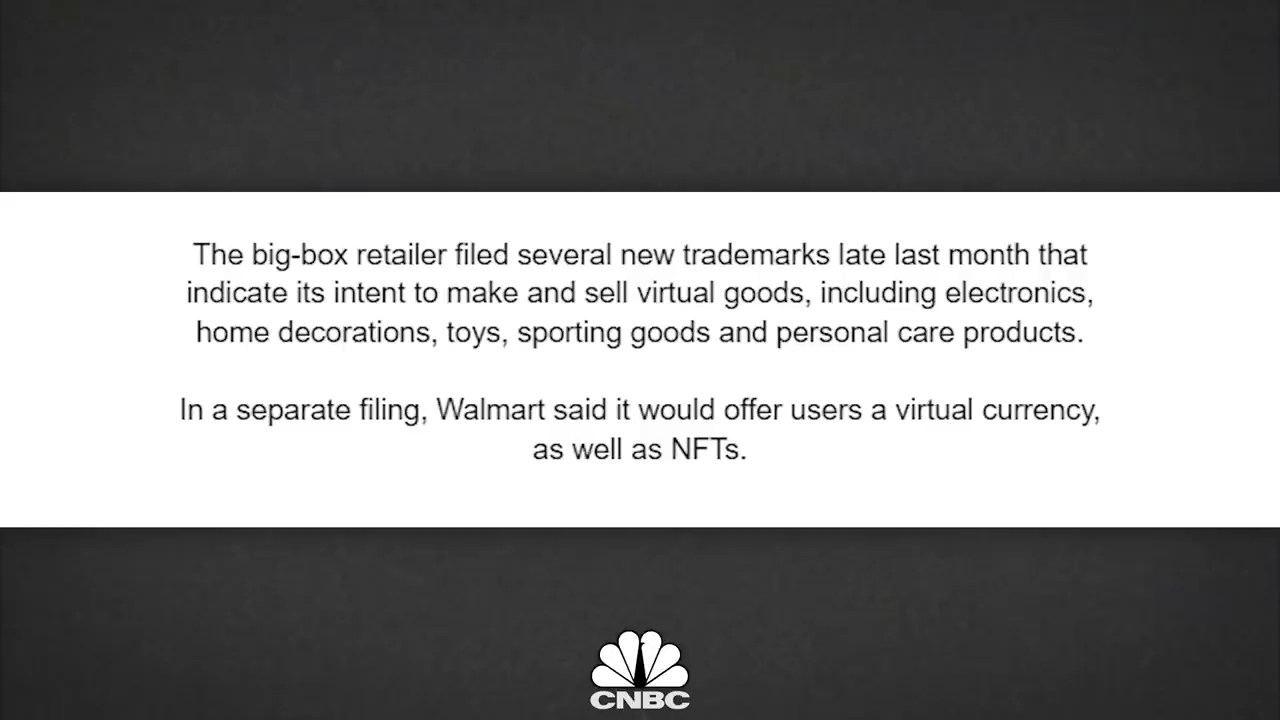 The big-box retailer filed several new trademarks late last month that
indicate its intent to make and sell virtual goods, including electronics,
home decorations, toys, sporting goods and personal care products.
In a separate filing, Walmart said it would offer users a virtual currency,
as well as NFTs.
CNBC